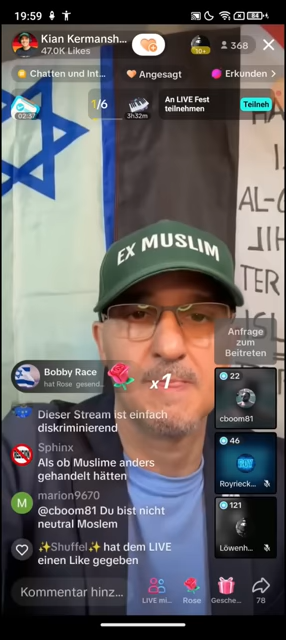 19:59
84
Kian Kermansh...
47.0K Likes
10+
368
Chatten und Int...
Angesagt
Erkunden >
02:37
1/6
3h32m
An LIVE Fest
teilnehmen
Teilneh
AL-
TER
EX MUSLIM
Anfrage
zum
Beitreten
Bobby Race
hat Rose gesend...
x1
22
cboom81
Dieser Stream ist einfach
diskriminierend
Sphinx
Als ob Muslime anders
gehandelt hätten
46
Royrieck...
M
marion9670
@cboom81 Du bist nicht
neutral Moslem
121
Löwenh...
✨Shuffel✨ hat dem LIVE
einen Like gegeben
Kommentar hinz...
LIVE mi...
Rose
Gesche...
78